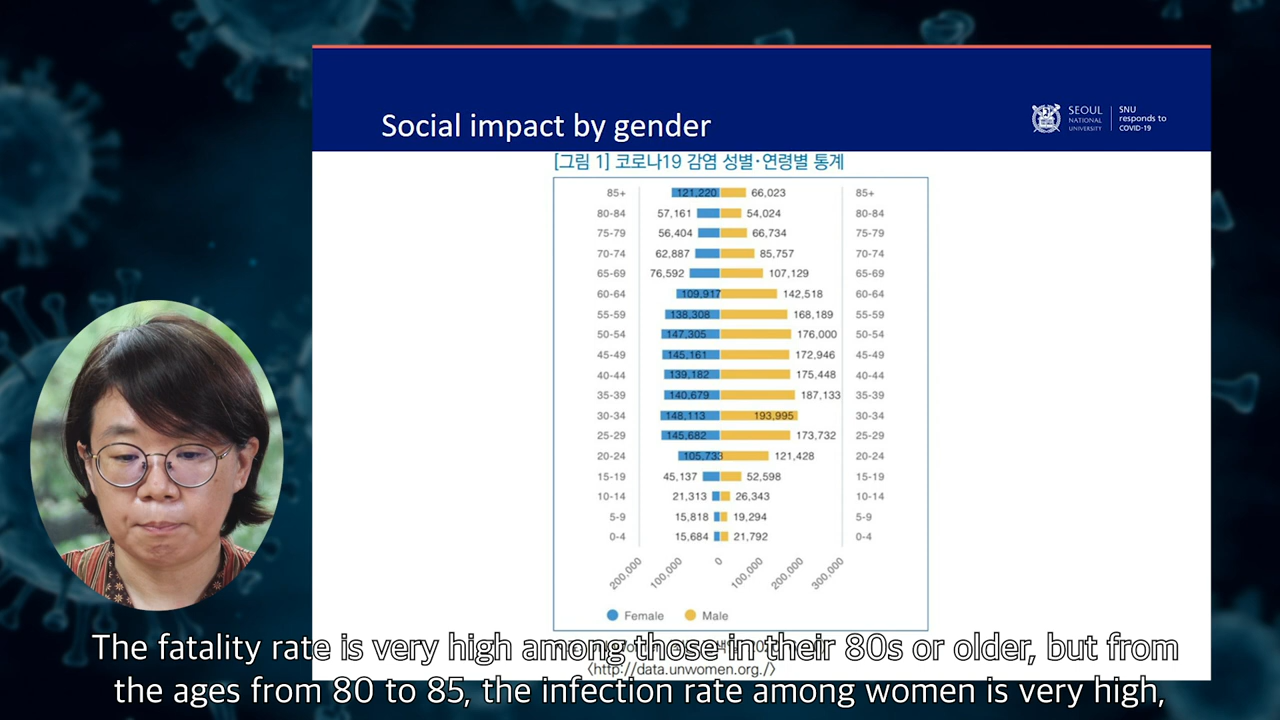 Social impact by gender
SEOUL
NATIONAL
UNIVERSITY
SNU
responds to
COVID-19
[그림 1] 코로나19 감염 성별·연령별 통계
85+ 121,220 66,023 85+
80-84 57,161 54,024 80-84
75-79 56,404 66,734 75-79
70-74 62,887 85,757 70-74
65-69 76,592 107,129 65-69
60-64 109,917 142,518 60-64
55-59 138,308 168,189 55-59
50-54 147,305 176,000 50-54
45-49 145,161 172,946 45-49
40-44 139,182 175,448 40-44
35-39 140,679 187,133 35-39
30-34 148,113 193,995 30-34
25-29 145,682 173,732 25-29
20-24 105,733 121,428 20-24
15-19 45,137 52,598 15-19
10-14 21,313 26,343 10-14
5-9 15,818 19,294 5-9
0-4 15,684 21,792 0-4
200,000 100,000 0 100,000 200,000 300,000
Female Male
The fatality rate is very high among those in their 80s or older, but from
<http://data.unwomen.org./>
the ages from 80 to 85, the infection rate among women is very high,